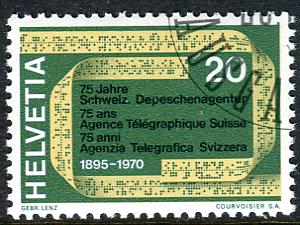 HELVETIA
20
75 Jahre
Schweiz. Depeschenagentur
75 ans
Agence Télégraphique Suisse
75 anni
Agenzia Telegrafica Svizzera
1895-1970
GEBR. LENZ
COURVOISIER S.A.
AUSGA